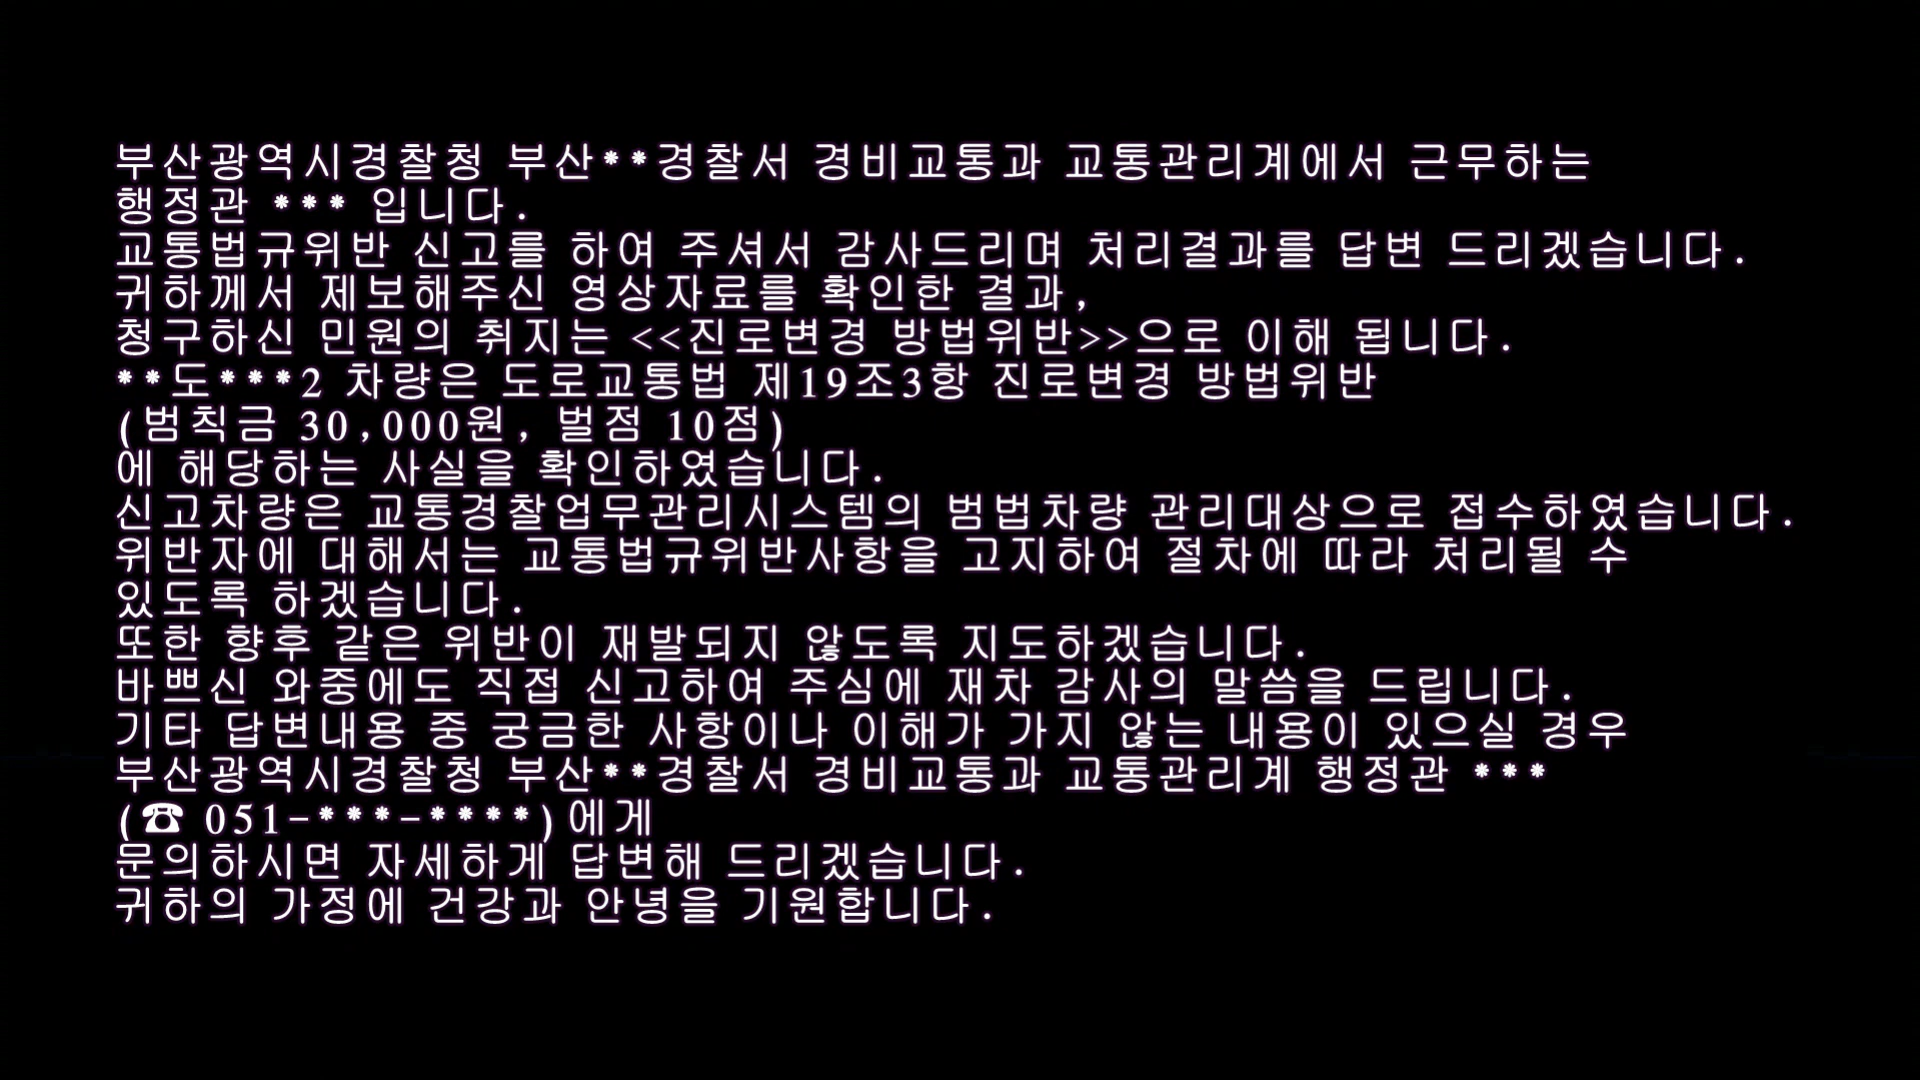 부산광역시경찰청 부산**경찰서 경비교통과 교통관리계에서 근무하는
행정관 *** 입니다.
교통법규위반 신고를 하여 주셔서 감사드리며 처리결과를 답변 드리겠습니다.
귀하께서 제보해주신 영상자료를 확인한 결과,
청구하신 민원의 취지는 <<진로변경 방법위반>>으로 이해 됩니다.
**도***2 차량은 도로교통법 제19조3항 진로변경 방법위반
(범칙금 30,000원, 벌점 10점)
에 해당하는 사실을 확인하였습니다.
신고차량은 교통경찰업무관리시스템의 범법차량 관리대상으로 접수하였습니다.
위반자에 대해서는 교통법규위반사항을 고지하여 절차에 따라 처리될 수
있도록 하겠습니다.
또한 향후 같은 위반이 재발되지 않도록 지도하겠습니다.
바쁘신 와중에도 직접 신고하여 주심에 재차 감사의 말씀을 드립니다.
기타 답변내용 중 궁금한 사항이나 이해가 가지 않는 내용이 있으실 경우
부산광역시경찰청 부산**경찰서 경비교통과 교통관리계 행정관 ***
(☎ 051-***-****)에게
문의하시면 자세하게 답변해 드리겠습니다.
귀하의 가정에 건강과 안녕을 기원합니다.